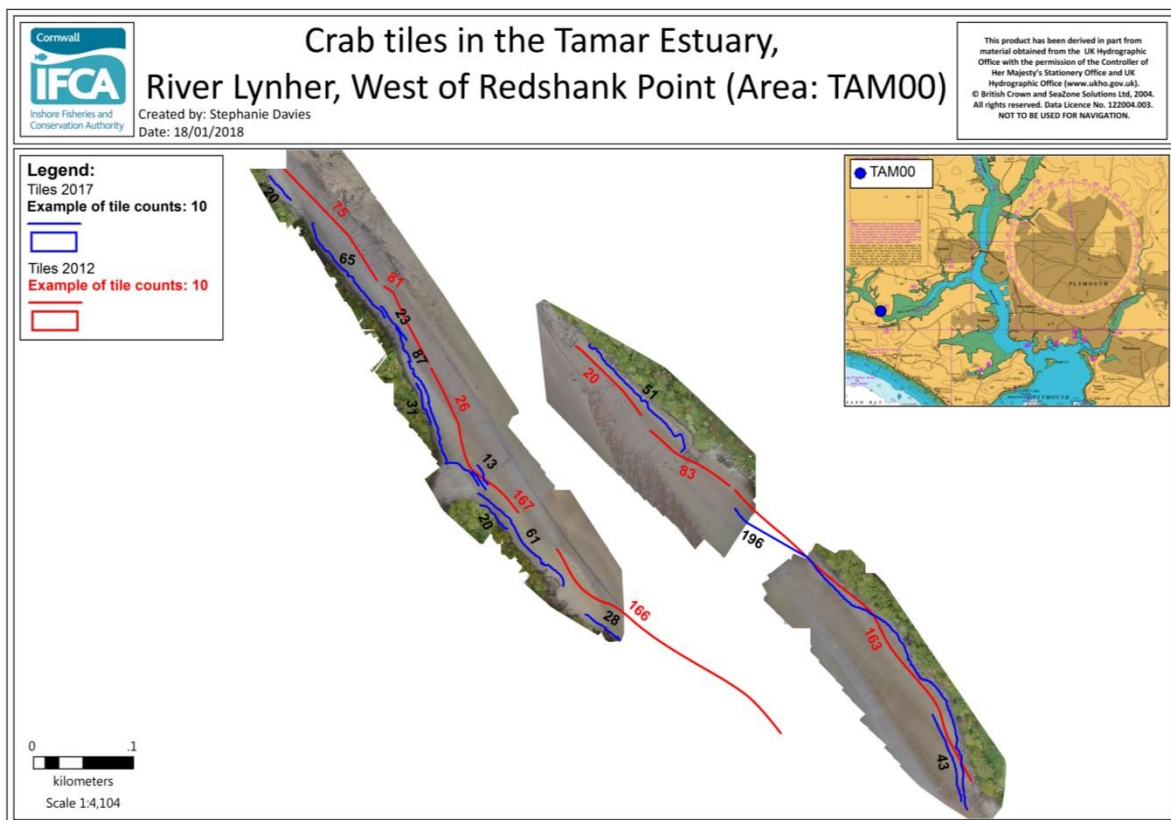 Cornwall
IFCA
Inshore Fisheries and
Conservation Authority
Crab tiles in the Tamar Estuary,
River Lynher, West of Redshank Point (Area: TAM00)
Created by: Stephanie Davies
Date: 18/01/2018
This product has been derived in part from
material obtained from the UK Hydrographic
Office with the permission of the Controller of
Her Majesty's Stationery Office and UK
Hydrographic Office (www.ukho.gov.uk).
© British Crown and SeaZone Solutions Ltd, 2004.
All rights reserved. Data Licence No. 122004.003.
NOT TO BE USED FOR NAVIGATION.
Legend:
Tiles 2017
Example of tile counts: 10
Tiles 2012
Example of tile counts: 10
20
75
65
81
23
87
31
26
13
167
20
61
28
166
20
51
83
196
163
43
TAM00
PLYMOUTH
PLYMOUTH
0
.1
kilometers
Scale 1:4,104